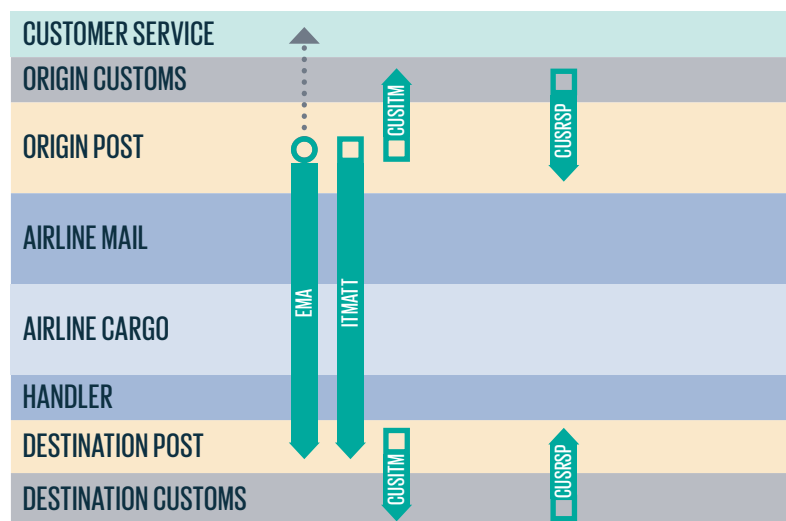 CUSTOMER SERVICE
ORIGIN CUSTOMS
CUSITM
CUSRSP
ORIGIN POST
AIRLINE MAIL
EMA
ITMATT
AIRLINE CARGO
HANDLER
DESTINATION POST
CUSITM
CUSRSP
DESTINATION CUSTOMS